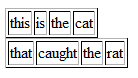 this is the cat
that caught the rat